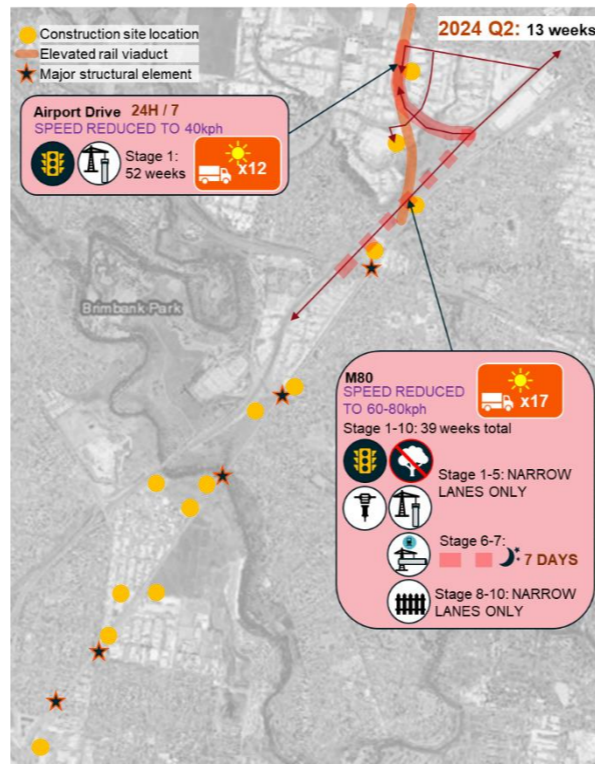 Construction site location
Elevated rail viaduct
Major structural element
2024 Q2: 13 weeks
Airport Drive 24H / 7
SPEED REDUCED TO 40kph
Stage 1:
52 weeks
x12
Brimbank Park
M80
SPEED REDUCED
TO 60-80kph
x17
Stage 1-10: 39 weeks total
Stage 1-5: NARROW
LANES ONLY
Stage 6-7:
7 DAYS
Stage 8-10: NARROW
LANES ONLY